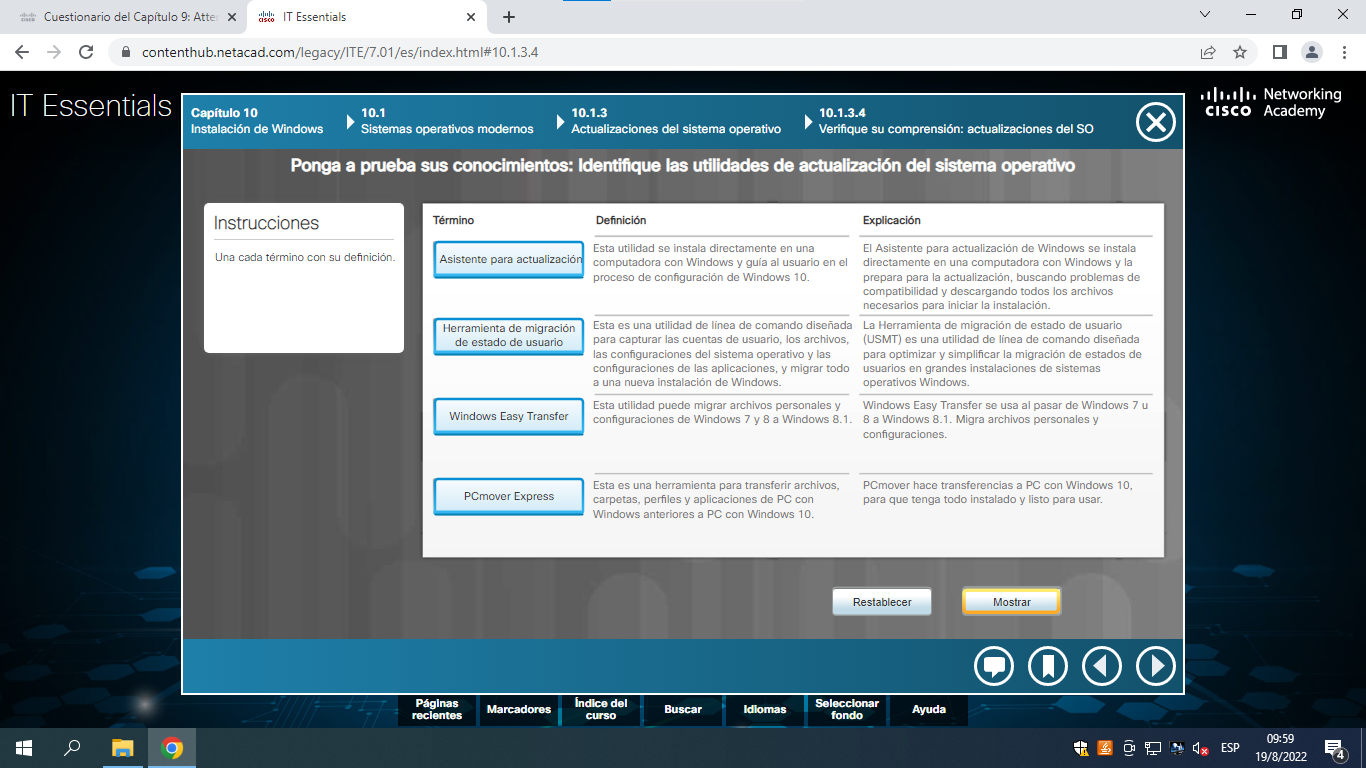 Cuestionario del Capítulo 9: Atte
IT Essentials
contenthub.netacad.com/legacy/ITE/7.01/es/index.html#10.1.3.4
IT Essentials
Capítulo 10
Instalación de Windows
10.1
Sistemas operativos modernos
10.1.3
Actualizaciones del sistema operativo
10.1.3.4
Verifique su comprensión: actualizaciones del SO
CISCO
Networking
Academy
Ponga a prueba sus conocimientos: Identifique las utilidades de actualización del sistema operativo
Instrucciones
Una cada término con su definición.
Término
Definición
Explicación
Asistente para actualización
Esta utilidad se instala directamente en una
computadora con Windows y guía al usuario en el
proceso de configuración de Windows 10.
El Asistente para actualización de Windows se instala
directamente en una computadora con Windows y la
prepara para la actualización, buscando problemas de
compatibilidad y descargando todos los archivos
necesarios para iniciar la instalación.
Herramienta de migración
de estado de usuario
Esta es una utilidad de línea de comando diseñada
para capturar las cuentas de usuario, los archivos,
las configuraciones del sistema operativo y las
configuraciones de las aplicaciones, y migrar todo
a una nueva instalación de Windows.
La Herramienta de migración de estado de usuario
(USMT) es una utilidad de línea de comando diseñada
para optimizar y simplificar la migración de estados de
usuarios en grandes instalaciones de sistemas
operativos Windows.
Windows Easy Transfer
Esta utilidad puede migrar archivos personales y
configuraciones de Windows 7 y 8 a Windows 8.1.
Windows Easy Transfer se usa al pasar de Windows 7 u
8 a Windows 8.1. Migra archivos personales y
configuraciones.
PCmover Express
Esta es una herramienta para transferir archivos,
carpetas, perfiles y aplicaciones de PC con
Windows anteriores a PC con Windows 10.
PCmover hace transferencias a PC con Windows 10,
para que tenga todo instalado y listo para usar.
Restablecer
Mostrar
Páginas
recientes
Marcadores
Índice del
curso
Buscar
Idiomas
Seleccionar
fondo
Ayuda
ESP
09:59
19/8/2022
4